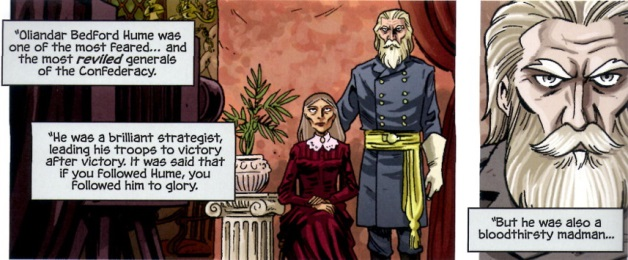 "Oliandar Bedford Hume was
one of the most feared... and
the most reviled generals
of the Confederacy.
"He was a brilliant strategist,
leading his troops to victory
after victory. It was said that
if you followed Hume, you
followed him to glory.
"But he was also a
bloodthirsty madman...